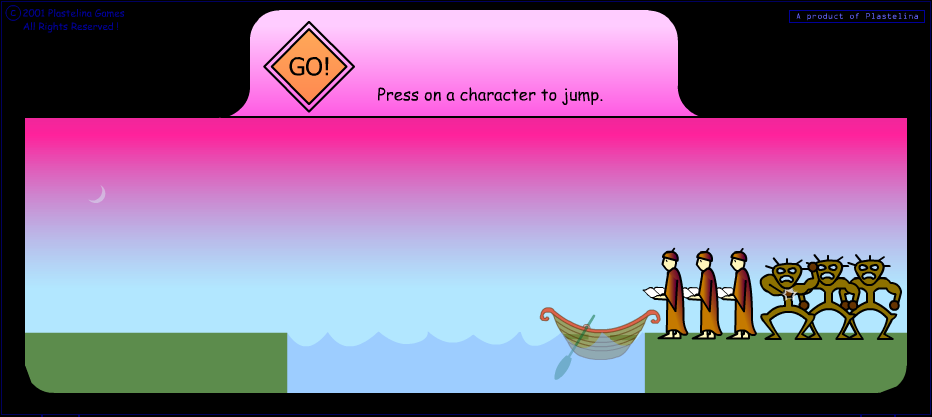 © 2001 Plastelina Games
All Rights Reserved!
A product of Plastelina
GO!
Press on a character to jump.